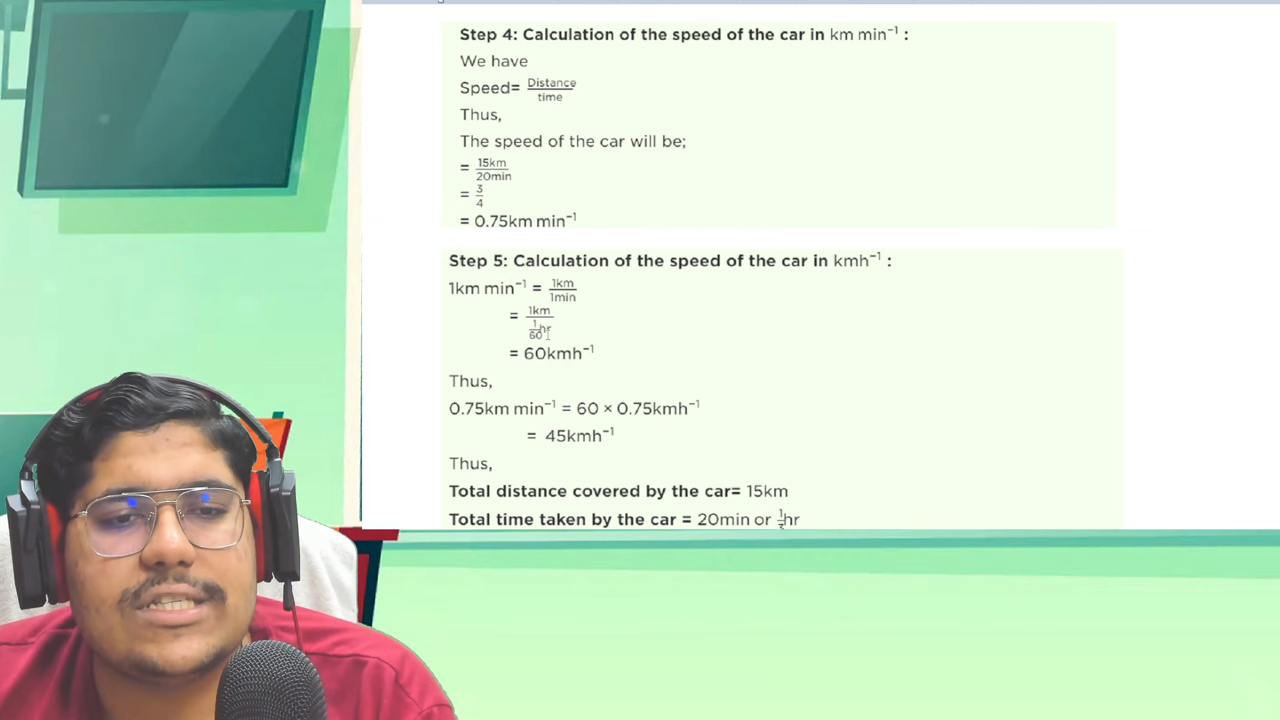 Step 4: Calculation of the speed of the car in km min⁻¹ :
We have
Speed= Distance/time
Thus,
The speed of the car will be;
= 15km/20min
= 3/4
= 0.75km min⁻¹
Step 5: Calculation of the speed of the car in kmh⁻¹ :
1km min⁻¹ = 1km/1min
= 1km/(1/60 hr)
= 60kmh⁻¹
Thus,
0.75km min⁻¹ = 60 × 0.75kmh⁻¹
= 45kmh⁻¹
Thus,
Total distance covered by the car= 15km
Total time taken by the car = 20min or 1/3hr